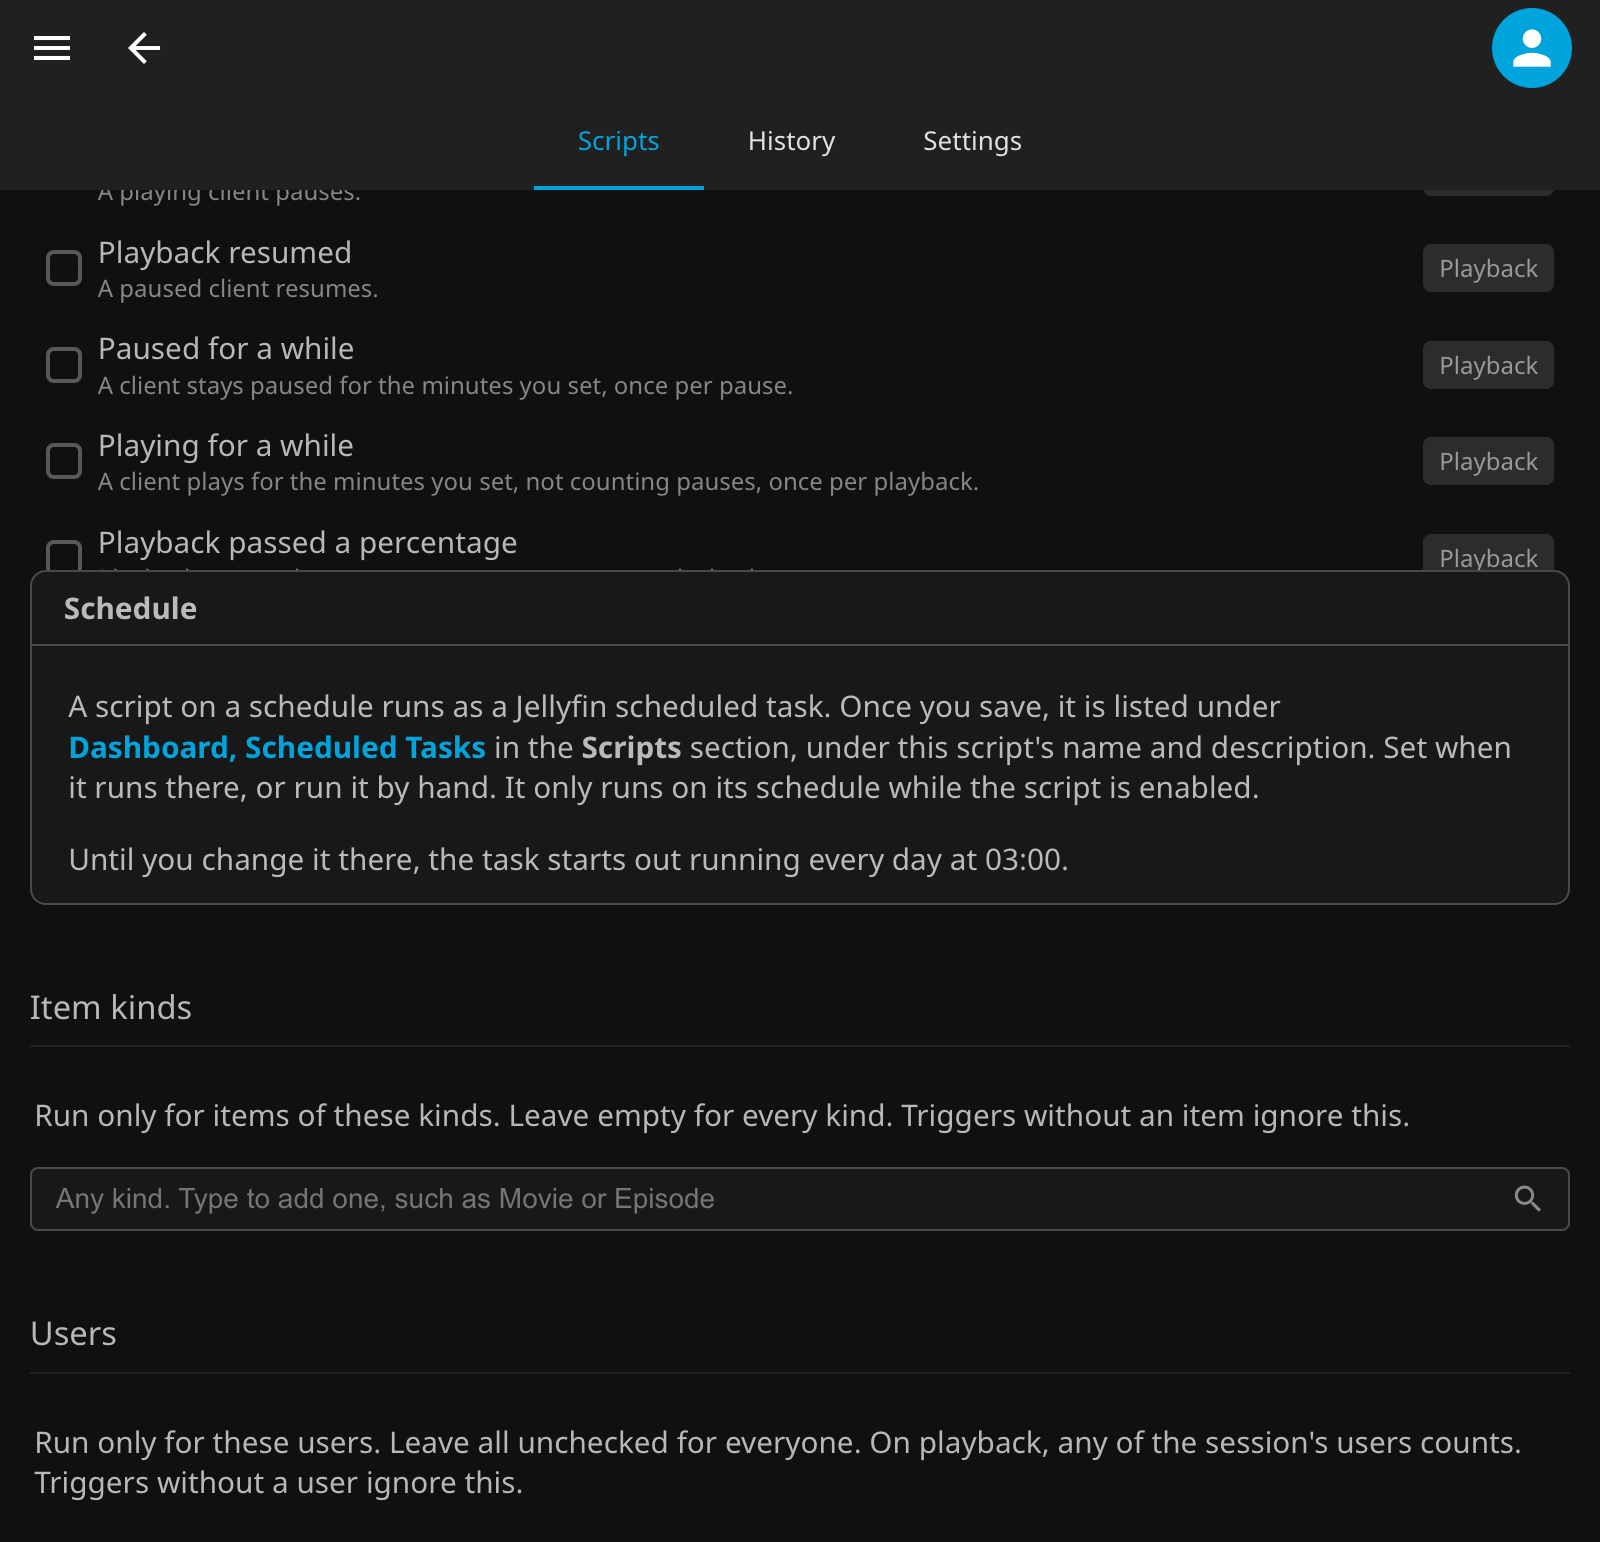 Scripts History Settings
A playing client pauses.
Playback resumed
A paused client resumes.
Playback
Paused for a while
A client stays paused for the minutes you set, once per pause.
Playback
Playing for a while
A client plays for the minutes you set, not counting pauses, once per playback.
Playback
Playback passed a percentage
Playback
Schedule
A script on a schedule runs as a Jellyfin scheduled task. Once you save, it is listed under
Dashboard, Scheduled Tasks in the Scripts section, under this script's name and description. Set when
it runs there, or run it by hand. It only runs on its schedule while the script is enabled.
Until you change it there, the task starts out running every day at 03:00.
Item kinds
Run only for items of these kinds. Leave empty for every kind. Triggers without an item ignore this.
Any kind. Type to add one, such as Movie or Episode
Users
Run only for these users. Leave all unchecked for everyone. On playback, any of the session's users counts.
Triggers without a user ignore this.